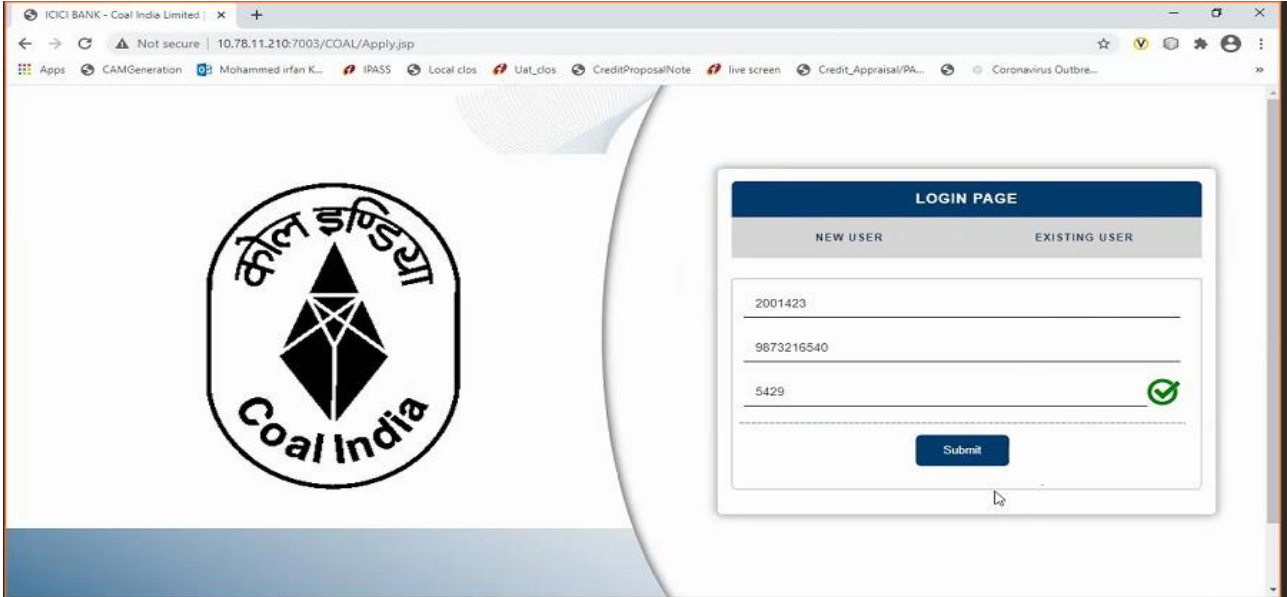 ICICI BANK - Coal India Limited |
Not secure | 10.78.11.210:7003/COAL/Apply.jsp
Apps CAMGeneration Mohammed irfan K... IPASS Local clos Uat_clos CreditProposalNote live screen Credit_Appraisal/PA... Coronavirus Outbre...
कोल इण्डिया
Coal India
LOGIN PAGE
NEW USER EXISTING USER
2001423
9873216540
5429
Submit